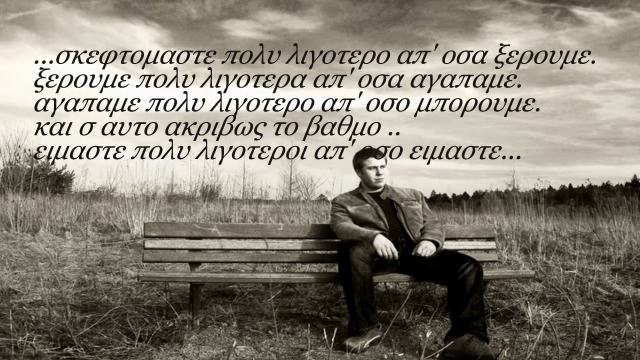 ...σκεφτομαστε πολυ λιγοτερο απ' οσα ξερουμε.
ξερουμε πολυ λιγοτερα απ' οσα αγαπαμε.
αγαπαμε πολυ λιγοτερο απ' οσο μπορουμε.
και σ αυτο ακριβως το βαθμο ..
ειμαστε πολυ λιγοτεροι απ' οσο ειμαστε...